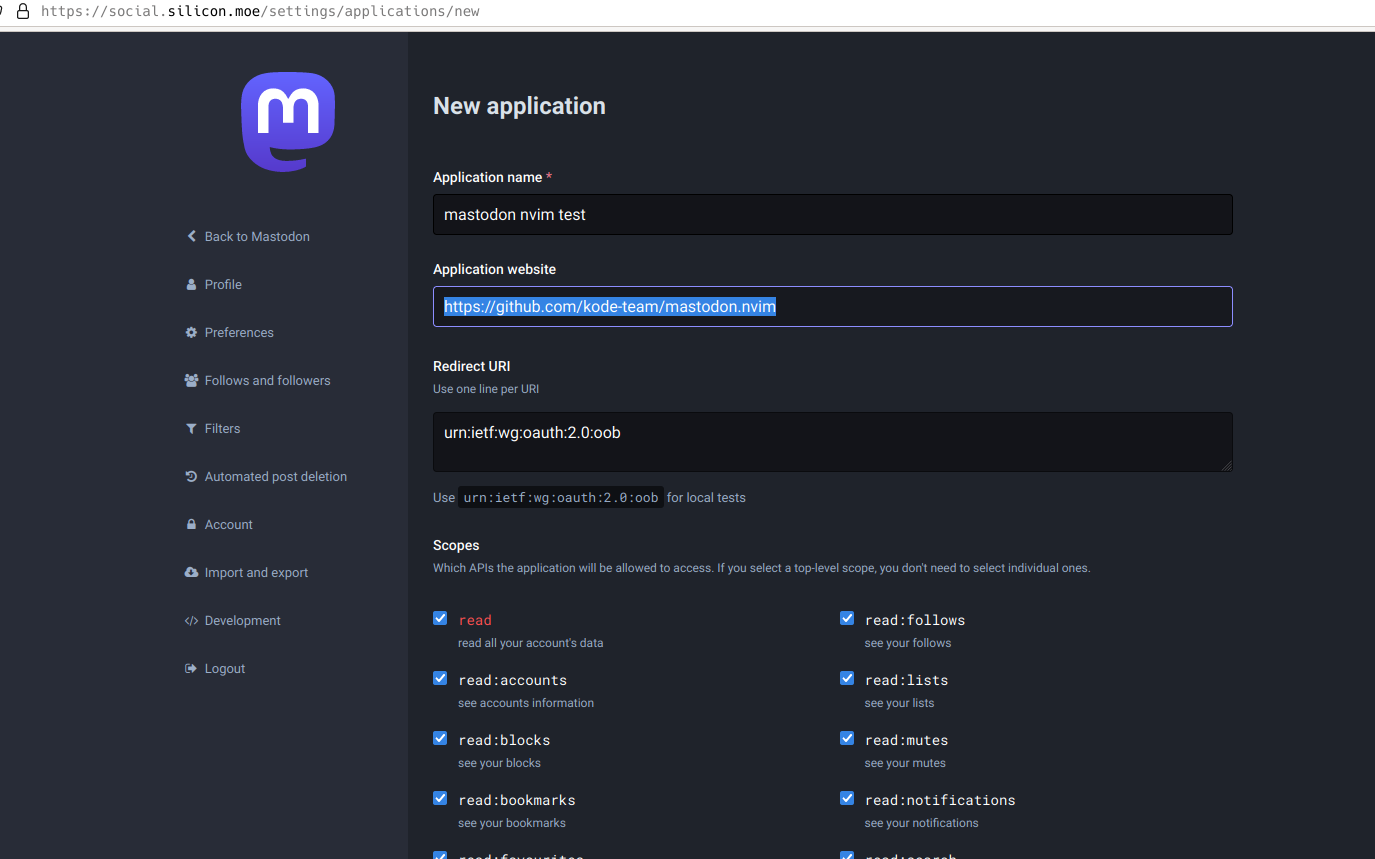 https://social.silicon.moe/settings/applications/new
New application
Application name *
mastodon nvim test
Back to Mastodon
Application website
Profile
https://github.com/kode-team/mastodon.nvim
Preferences
Redirect URI
Follows and followers
Use one line per URI
Filters
urn:ietf:wg:oauth:2.0:oob
Automated post deletion
Use urn:ietf:wg:oauth:2.0:oob for local tests
Account
Scopes
Import and export
Which APIs the application will be allowed to access. If you select a top-level scope, you don't need to select individual ones.
Development
read read:follows
read all your account's data see your follows
Logout
read:accounts read:lists
see accounts information see your lists
read:blocks read:mutes
see your blocks see your mutes
read:bookmarks read:notifications
see your bookmarks see your notifications
read:favourites read:search